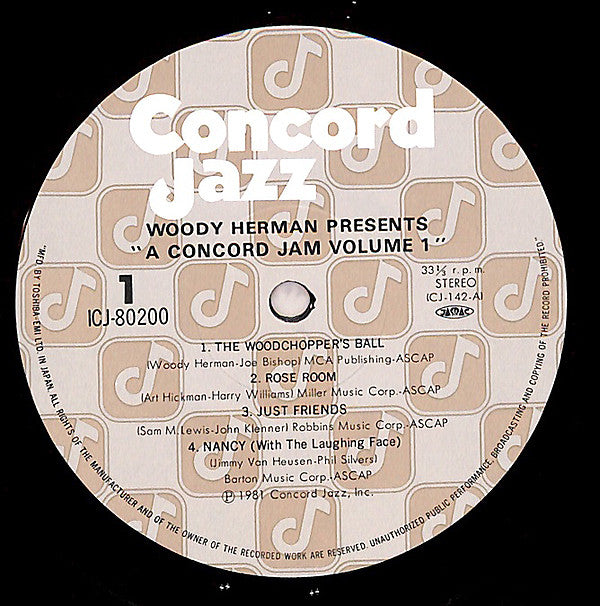 Concord
Jazz
WOODY HERMAN PRESENTS
"A CONCORD JAM VOLUME 1"
1
ICJ-80200
33⅓ r.p.m.
STEREO
ICJ-142-A1
JASRAC
1. THE WOODCHOPPER'S BALL
(Woody Herman-Joe Bishop) MCA Publishing-ASCAP
2. ROSE ROOM
(Art Hickman-Harry Williams) Miller Music Corp.-ASCAP
3. JUST FRIENDS
(Sam M. Lewis-John Klenner) Robbins Music Corp.-ASCAP
4. NANCY (With The Laughing Face)
(Jimmy Van Heusen-Phil Silvers)
Barton Music Corp.-ASCAP
Ⓟ 1981 Concord Jazz, Inc.
"MFD. BY TOSHIBA-EMI LTD. IN JAPAN. ALL RIGHTS OF THE MANUFACTURER AND OF THE OWNER OF THE RECORDED WORK ARE RESERVED. UNAUTHORIZED PUBLIC PERFORMANCE, BROADCASTING AND COPYING OF THE RECORD PROHIBITED."